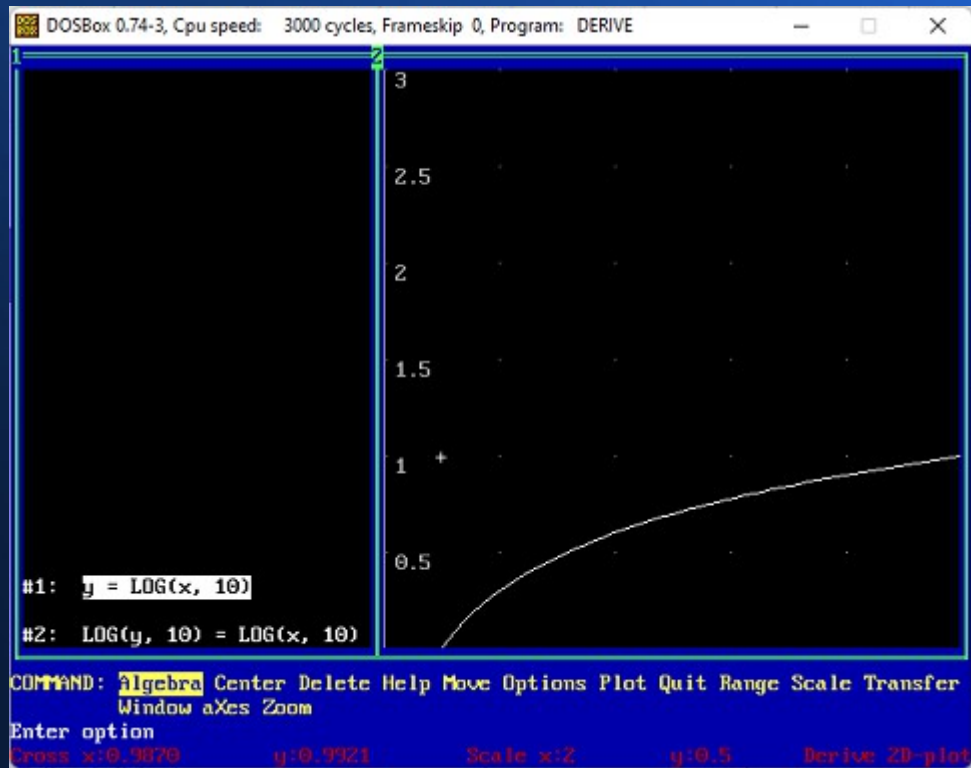 DOSBox 0.74-3, Cpu speed: 3000 cycles, Frameskip 0, Program: DERIVE
1 2
3
2.5
2
1.5
1
0.5
#1: y = LOG(x, 10)
#2: LOG(y, 10) = LOG(x, 10)
COMMAND: Algebra Center Delete Help Move Options Plot Quit Range Scale Transfer
Window aXes Zoom
Enter option
Cross x:0.9870 y:0.9921 Scale x:2 y:0.5 Derive 2D-plot